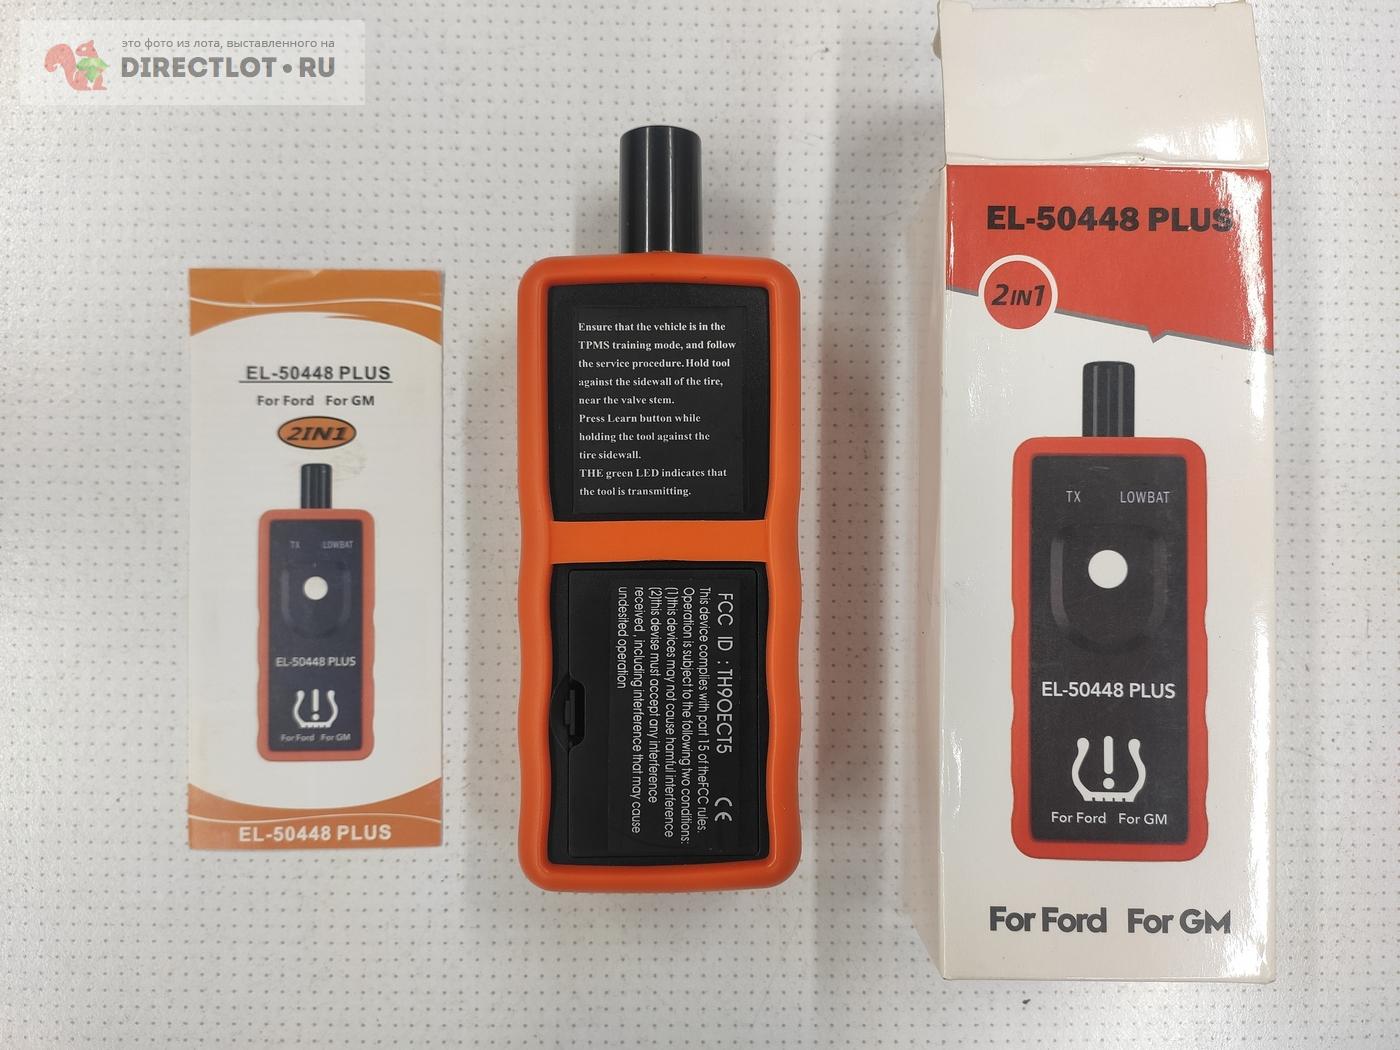 это фото из лота, выставленного на
DIRECTLOT.RU
EL-50448 PLUS
For Ford For GM
2IN1
TX LOWBAT
EL-50448 PLUS
For Ford For GM
EL-50448 PLUS
Ensure that the vehicle is in the
TPMS training mode, and follow
the service procedure. Hold tool
against the sidewall of the tire,
near the valve stem.
Press Learn button while
holding the tool against the
tire sidewall.
THE green LED indicates that
the tool is transmitting.
FCC ID : TH9OECT5 CE
This device complies with part 15 of theFCC rules.
Operation is subject to the following two conditions:
(1)this devices may not cause harmful interference
(2)this devise must accept any interference
received , including interference that may cause
undesited operation
EL-50448 PLUS
2IN1
TX LOWBAT
EL-50448 PLUS
For Ford For GM
For Ford For GM